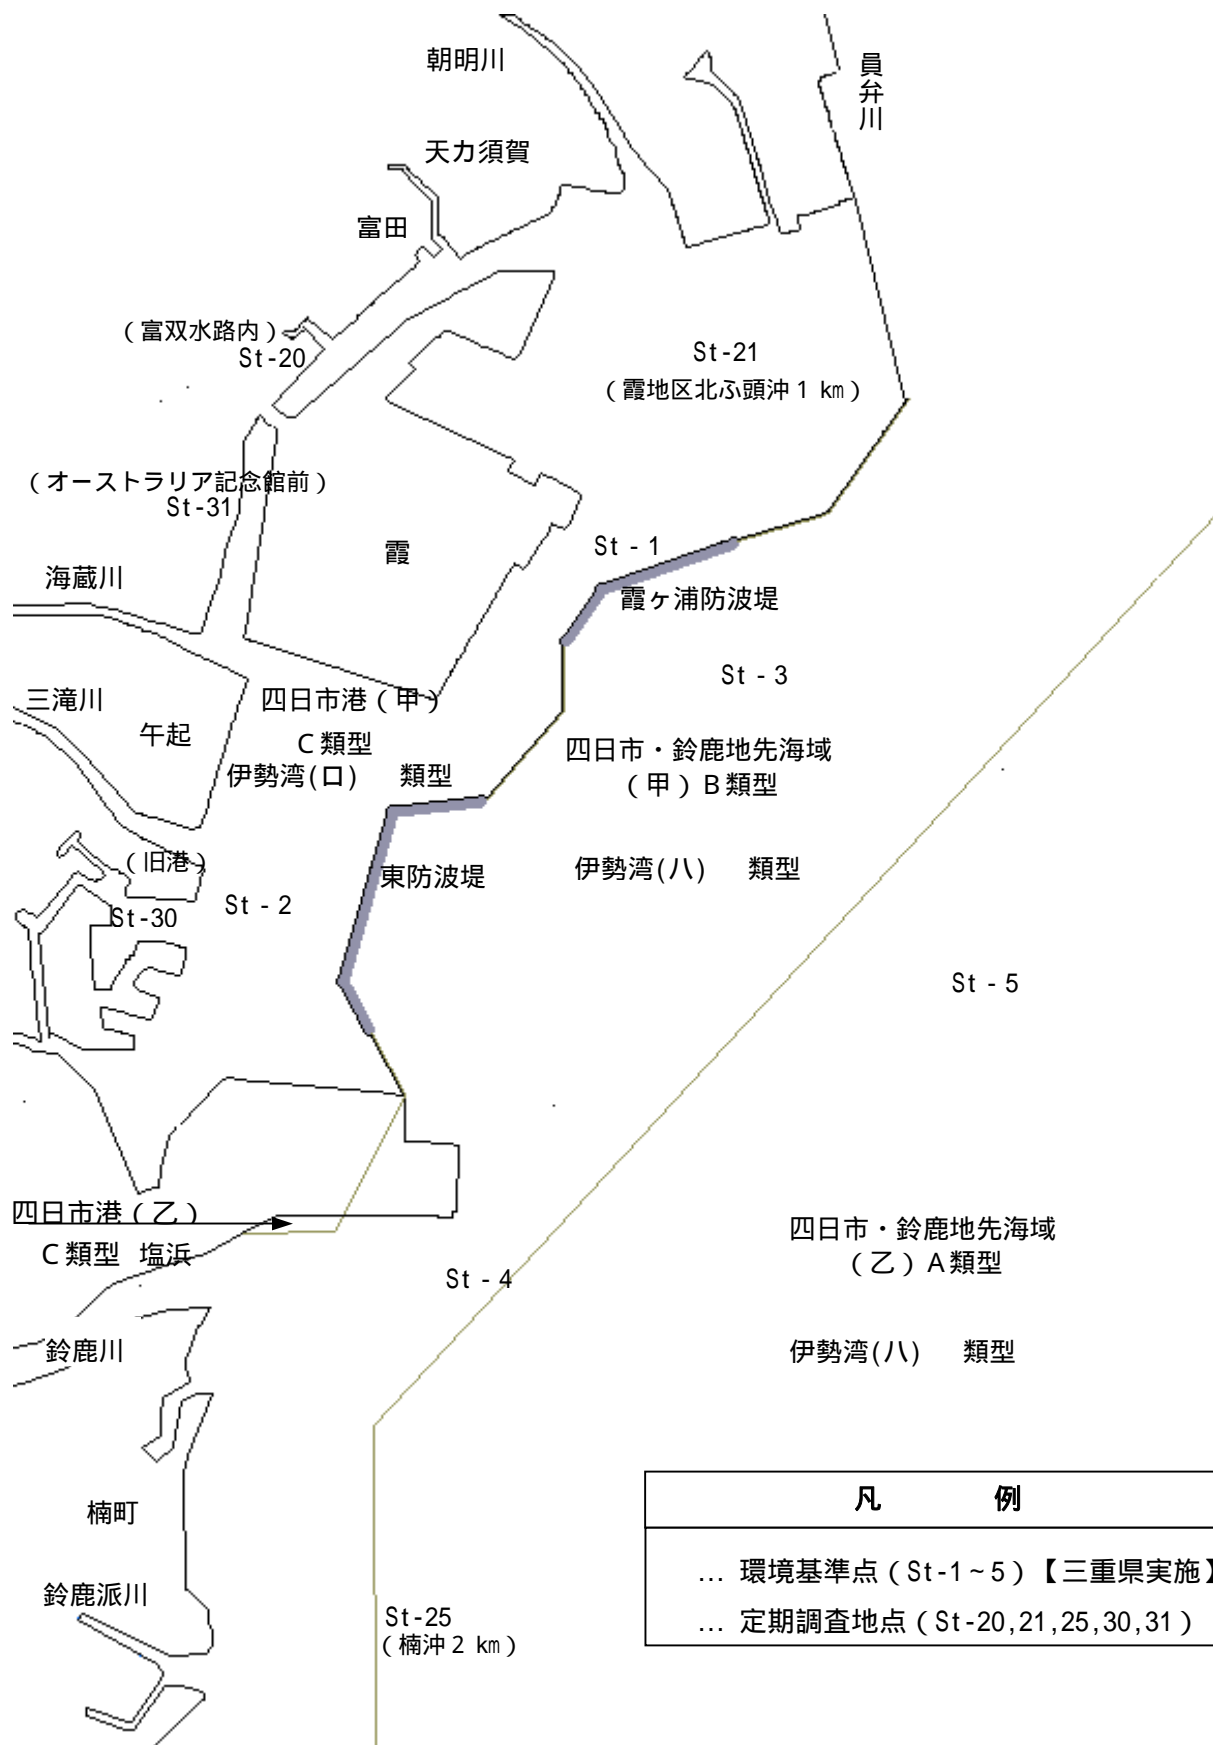 朝明川
員弁川
天カ須賀
富田
（富双水路内）
St-20
St-21
（霞地区北ふ頭沖１㎞）
（オーストラリア記念館前）
St-31
霞
St - 1
海蔵川
霞ヶ浦防波堤
St - 3
三滝川
四日市港（甲）
午起
C類型
四日市・鈴鹿地先海域
伊勢湾(ロ)　類型
（甲）B類型
（旧港）
東防波堤
伊勢湾(ハ)　類型
St-30
St - 2
St - 5
四日市港（乙）
C類型 塩浜
四日市・鈴鹿地先海域
（乙）A類型
St - 4
鈴鹿川
伊勢湾(ハ)　類型
凡　例
楠町
… 環境基準点（St-1~5）【三重県実施】
鈴鹿派川
St-25
（楠沖２㎞）
… 定期調査地点（St-20,21,25,30,31）